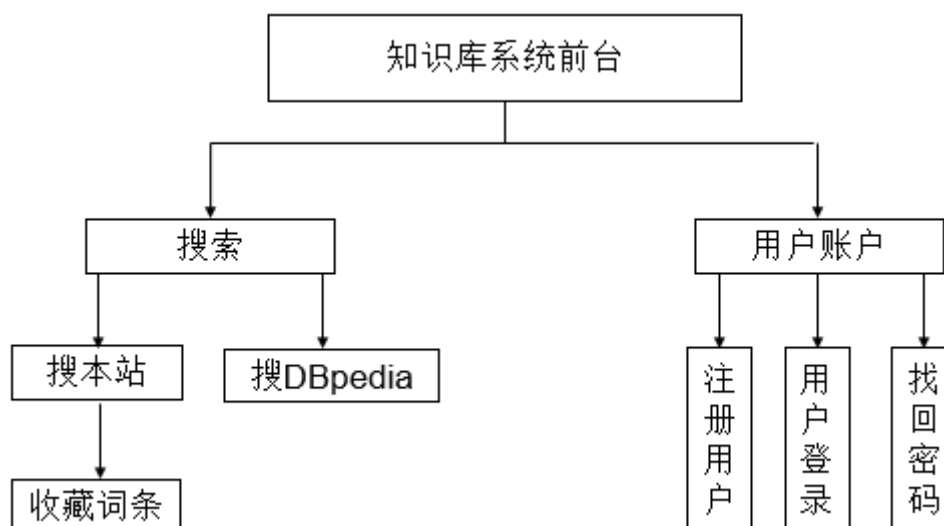 知识库系统前台
搜索
用户账户
搜本站
搜DBpedia
注册用户
用户登录
找回密码
收藏词条